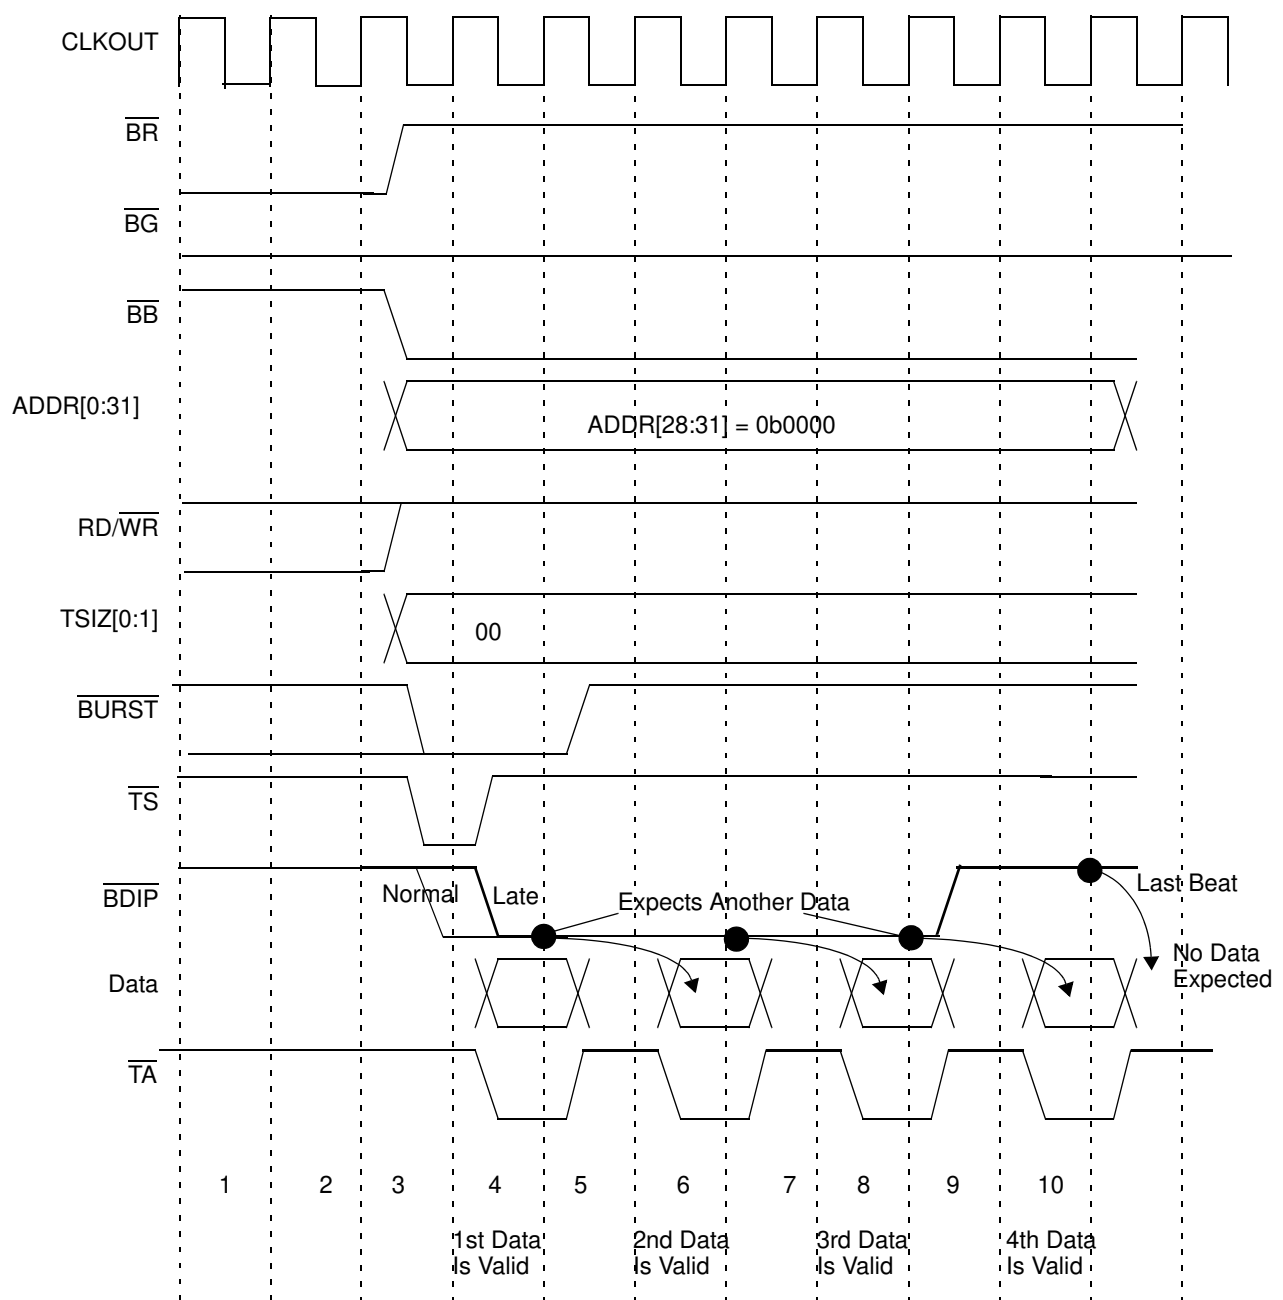 CLKOUT
BR
BG
BB
ADDR[0:31]
ADDR[28:31] = 0b0000
RD/WR
TSIZ[0:1]
00
BURST
TS
BDIP
Normal
Late
Expects Another Data
Last Beat
Data
No Data
Expected
TA
1 2 3 4 5 6 7 8 9 10
1st Data
Is Valid
2nd Data
Is Valid
3rd Data
Is Valid
4th Data
Is Valid